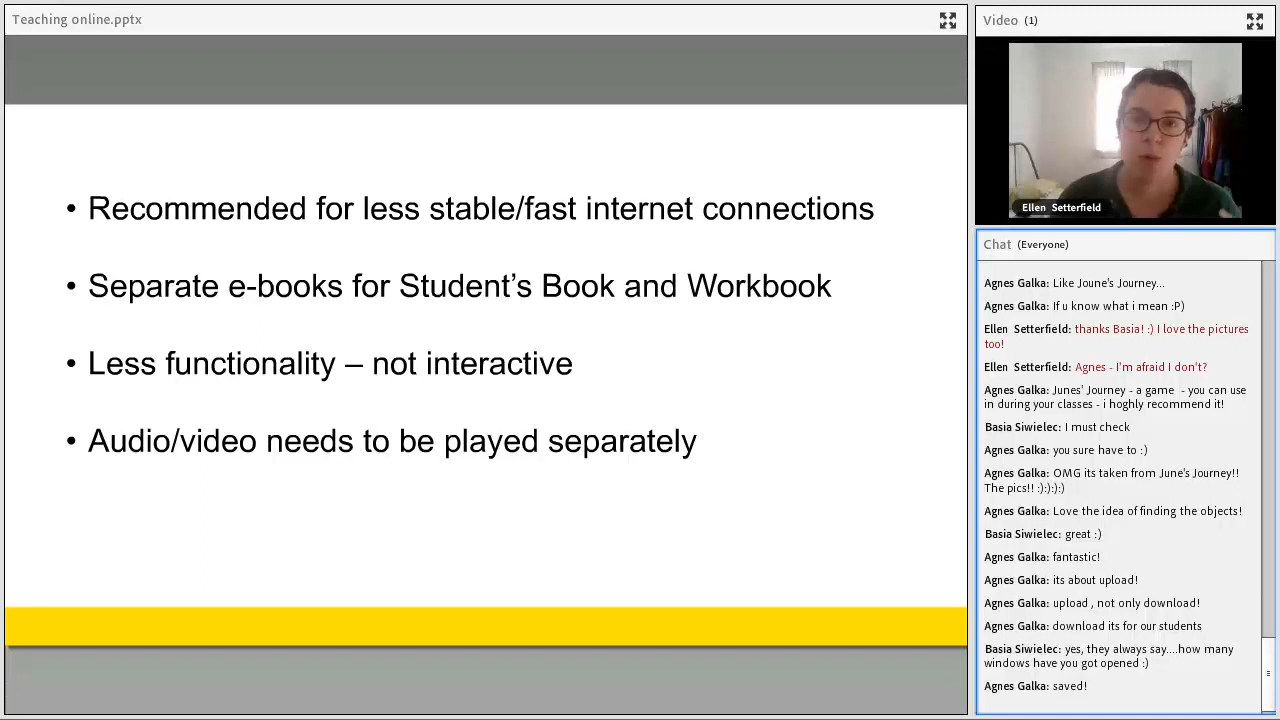 Teaching online.pptx
• Recommended for less stable/fast internet connections
• Separate e-books for Student’s Book and Workbook
• Less functionality – not interactive
• Audio/video needs to be played separately
Video (1)
Ellen Setterfield
Chat (Everyone)
Agnes Galka: Like Joune's Journey...
Agnes Galka: If u know what i mean :P)
Ellen Setterfield: thanks Basia! :) I love the pictures
too!
Ellen Setterfield: Agnes - I'm afraid I don't?
Agnes Galka: Junes' Journey - a game - you can use
in during your classes - i hoghly recommend it!
Basia Siwielec: I must check
Agnes Galka: you sure have to :)
Agnes Galka: OMG its taken from June's Journey!!
The pics!! :):):):)
Agnes Galka: Love the idea of finding the objects!
Basia Siwielec: great :)
Agnes Galka: fantastic!
Agnes Galka: its about upload!
Agnes Galka: upload , not only download!
Agnes Galka: download its for our students
Basia Siwielec: yes, they always say....how many
windows have you got opened :)
Agnes Galka: saved!